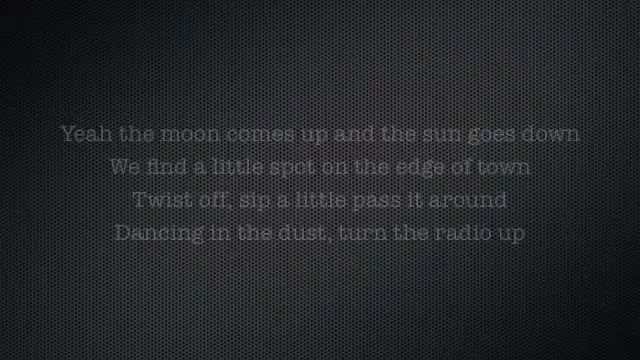 Yeah the moon comes up and the sun goes down
We find a little spot on the edge of town
Twist off, sip a little pass it around
Dancing in the dust, turn the radio up